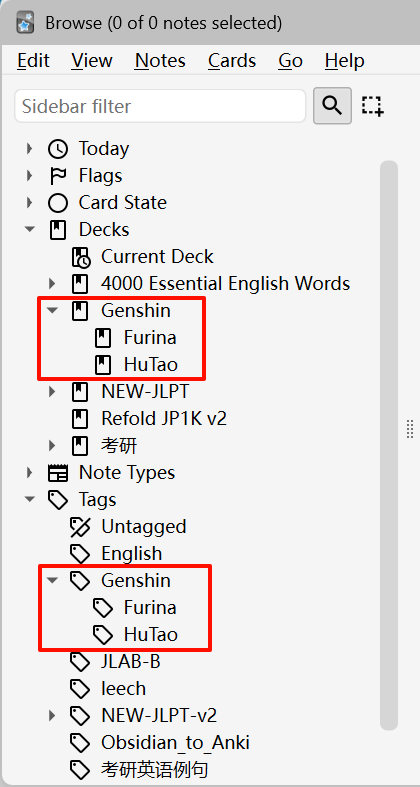 Browse (0 of 0 notes selected)
Edit View Notes Cards Go Help
Sidebar filter
Today
Flags
Card State
Decks
Current Deck
4000 Essential English Words
Genshin
Furina
HuTao
NEW-JLPT
Refold JP1K v2
考研
Note Types
Tags
Untagged
English
Genshin
Furina
HuTao
JLAB-B
leech
NEW-JLPT-v2
Obsidian_to_Anki
考研英语例句